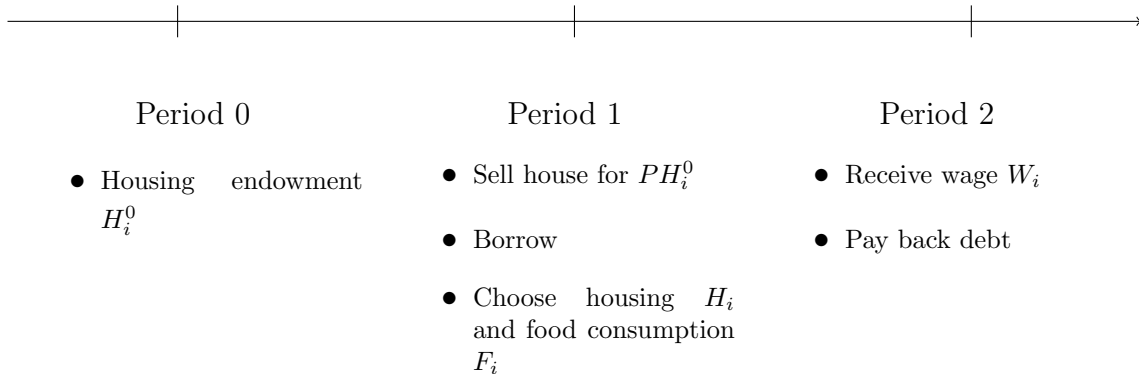 Period 0
• Housing endowment
$H_i^0$
Period 1
• Sell house for $PH_i^0$
• Borrow
• Choose housing $H_i$
and food consumption
$F_i$
Period 2
• Receive wage $W_i$
• Pay back debt